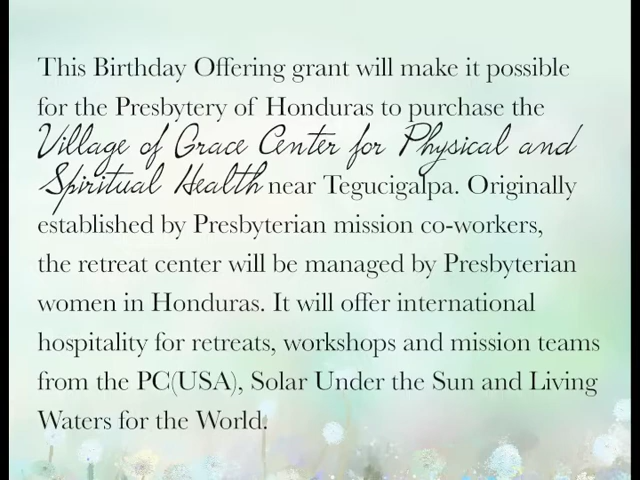 This Birthday Offering grant will make it possible
for the Presbytery of Honduras to purchase the
Village of Grace Center for Physical and
Spiritual Health near Tegucigalpa. Originally
established by Presbyterian mission co-workers,
the retreat center will be managed by Presbyterian
women in Honduras. It will offer international
hospitality for retreats, workshops and mission teams
from the PC(USA), Solar Under the Sun and Living
Waters for the World.